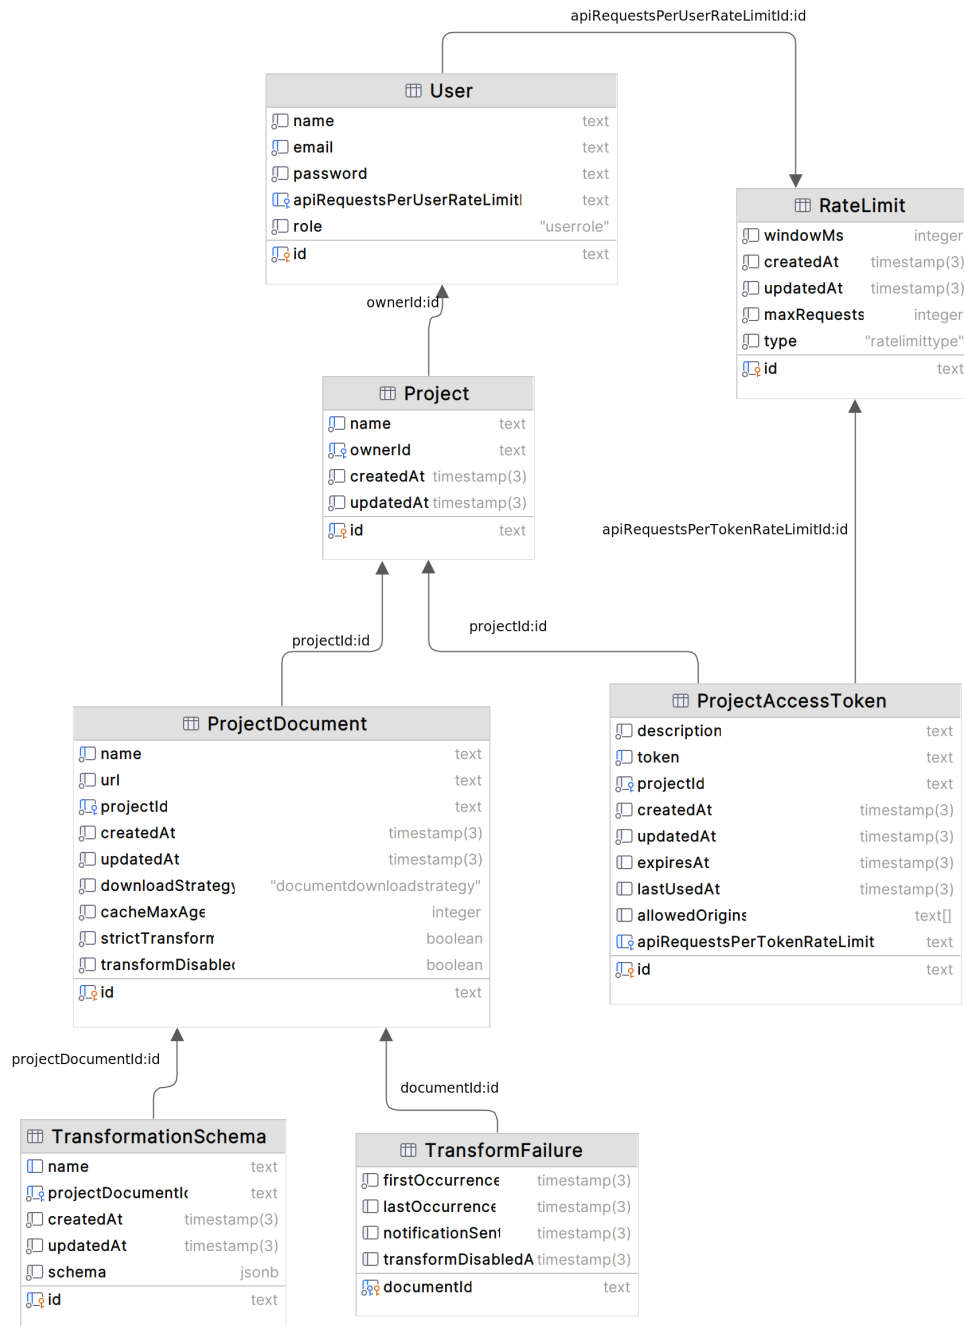 apiRequestsPerUserRateLimitId:id
User
name text
email text
password text
apiRequestsPerUserRateLimitI text
role "userrole"
id text
ownerId:id
RateLimit
windowMs integer
createdAt timestamp(3)
updatedAt timestamp(3)
maxRequests integer
type "ratelimittype"
id text
Project
name text
ownerId text
createdAt timestamp(3)
updatedAt timestamp(3)
id text
apiRequestsPerTokenRateLimitId:id
projectId:id
projectId:id
ProjectDocument
name text
url text
projectId text
createdAt timestamp(3)
updatedAt timestamp(3)
downloadStrategy "documentdownloadstrategy"
cacheMaxAge integer
strictTransform boolean
transformDisabled boolean
id text
ProjectAccessToken
description text
token text
projectId text
createdAt timestamp(3)
updatedAt timestamp(3)
expiresAt timestamp(3)
lastUsedAt timestamp(3)
allowedOrigins text[]
apiRequestsPerTokenRateLimit text
id text
projectDocumentId:id
documentId:id
TransformationSchema
name text
projectDocumentId text
createdAt timestamp(3)
updatedAt timestamp(3)
schema jsonb
id text
TransformFailure
firstOccurrence timestamp(3)
lastOccurrence timestamp(3)
notificationSent timestamp(3)
transformDisabledA timestamp(3)
documentId text